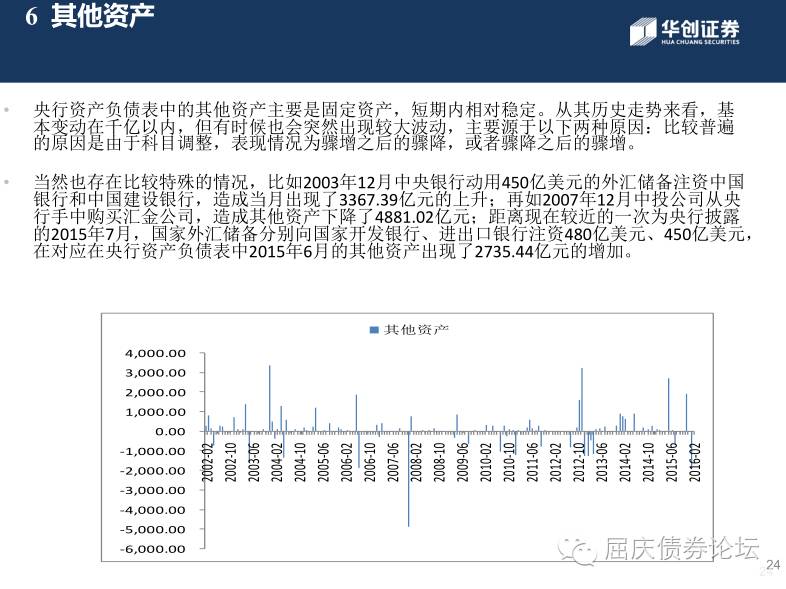 6 其他资产
华创证券
HUA CHUANG SECURITIES
• 央行资产负债表中的其他资产主要是固定资产，短期内相对稳定。从其历史走势来看，基
本变动在千亿以内，但有时候也会突然出现较大波动，主要源于以下两种原因：比较普遍
的原因是由于科目调整，表现情况为骤增之后的骤降，或者骤降之后的骤增。
• 当然也存在比较特殊的情况，比如2003年12月中央银行动用450亿美元的外汇储备注资中国
银行和中国建设银行，造成当月出现了3367.39亿元的上升；再如2007年12月中投公司从央
行手中购买汇金公司，造成其他资产下降了4881.02亿元；距离现在较近的一次为央行披露
的2015年7月，国家外汇储备分别向国家开发银行、进出口银行注资480亿美元、450亿美元，
在对应在央行资产负债表中2015年6月的其他资产出现了2735.44亿元的增加。
其他资产
4,000.00
3,000.00
2,000.00
1,000.00
0.00
-1,000.00
-2,000.00
-3,000.00
-4,000.00
-5,000.00
-6,000.00
2002-02 2002-10 2003-06 2004-02 2004-10 2005-06 2006-02 2006-10 2007-06 2008-02 2008-10 2009-06 2010-02 2010-10 2011-06 2012-02 2012-10 2013-06 2014-02 2014-10 2015-06 2016-02
屈庆债券论坛
24
24